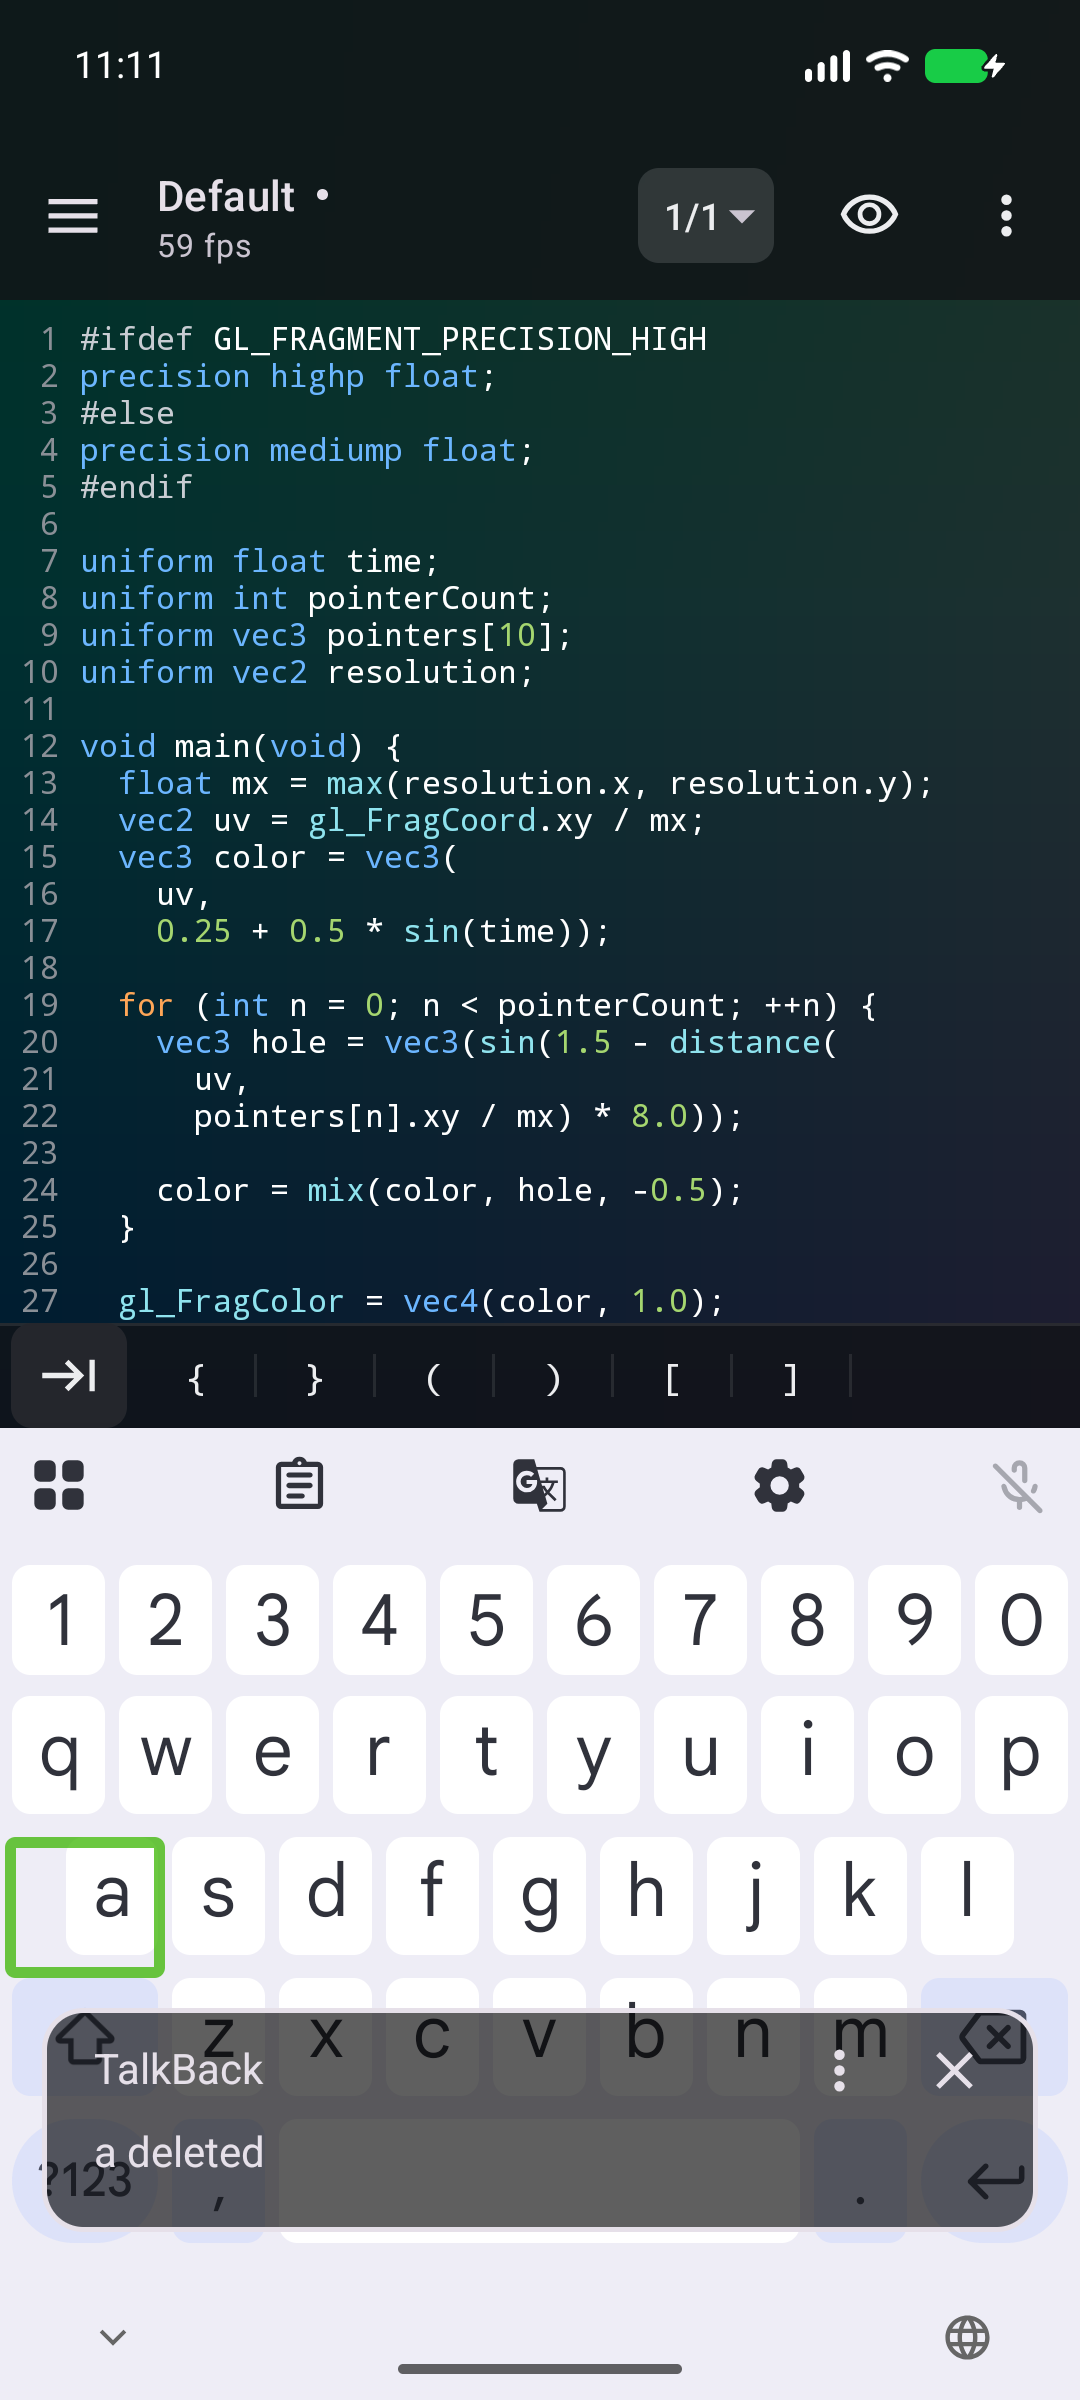 11:11
Default •
59 fps
1/1
1 #ifdef GL_FRAGMENT_PRECISION_HIGH
2 precision highp float;
3 #else
4 precision mediump float;
5 #endif
6
7 uniform float time;
8 uniform int pointerCount;
9 uniform vec3 pointers[10];
10 uniform vec2 resolution;
11
12 void main(void) {
13   float mx = max(resolution.x, resolution.y);
14   vec2 uv = gl_FragCoord.xy / mx;
15   vec3 color = vec3(
16     uv,
17     0.25 + 0.5 * sin(time));
18
19   for (int n = 0; n < pointerCount; ++n) {
20     vec3 hole = vec3(sin(1.5 - distance(
21       uv,
22       pointers[n].xy / mx) * 8.0));
23
24     color = mix(color, hole, -0.5);
25   }
26
27   gl_FragColor = vec4(color, 1.0);
{ } ( ) [ ]
G 文
1 2 3 4 5 6 7 8 9 0
q w e r t y u i o p
a s d f g h j k l
z x c v b n m
TalkBack
a deleted
?123 , .